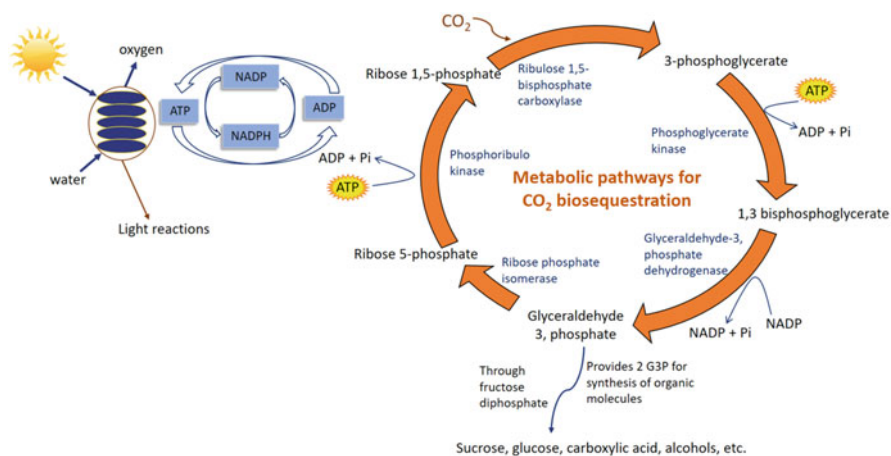 oxygen
water
Light reactions
NADP
ATP
ADP
NADPH
CO2
Ribose 1,5-phosphate
Ribulose 1,5-
bisphosphate
carboxylase
3-phosphoglycerate
ATP
ADP + Pi
Phosphoglycerate
kinase
1,3 bisphosphoglycerate
Glyceraldehyde-3,
phosphate
dehydrogenase
NADP
NADP + Pi
Glyceraldehyde
3, phosphate
Ribose phosphate
isomerase
Ribose 5-phosphate
Phosphoribulo
kinase
ADP + Pi
ATP
Metabolic pathways for
CO2 biosequestration
Through
fructose
diphosphate
Provides 2 G3P for
synthesis of organic
molecules
Sucrose, glucose, carboxylic acid, alcohols, etc.